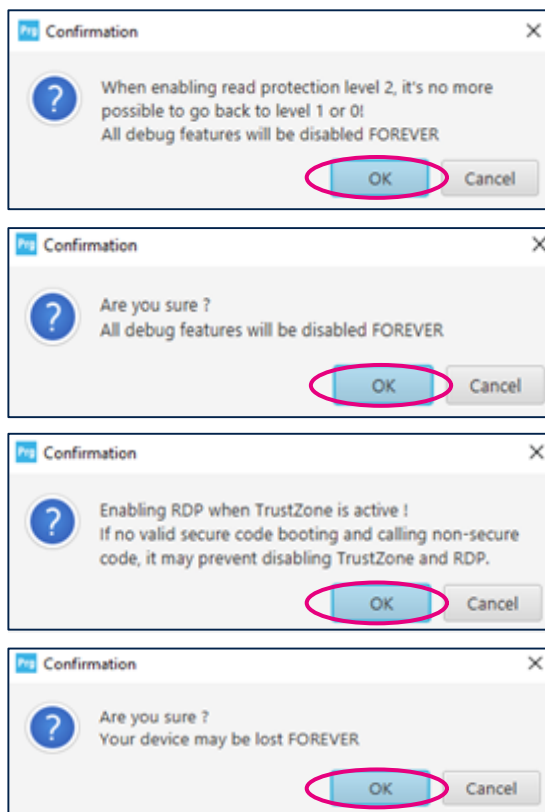 Prg Confirmation
When enabling read protection level 2, it's no more
possible to go back to level 1 or 0!
All debug features will be disabled FOREVER
OK Cancel
Prg Confirmation
Are you sure ?
All debug features will be disabled FOREVER
OK Cancel
Prg Confirmation
Enabling RDP when TrustZone is active !
If no valid secure code booting and calling non-secure
code, it may prevent disabling TrustZone and RDP.
OK Cancel
Prg Confirmation
Are you sure ?
Your device may be lost FOREVER
OK Cancel